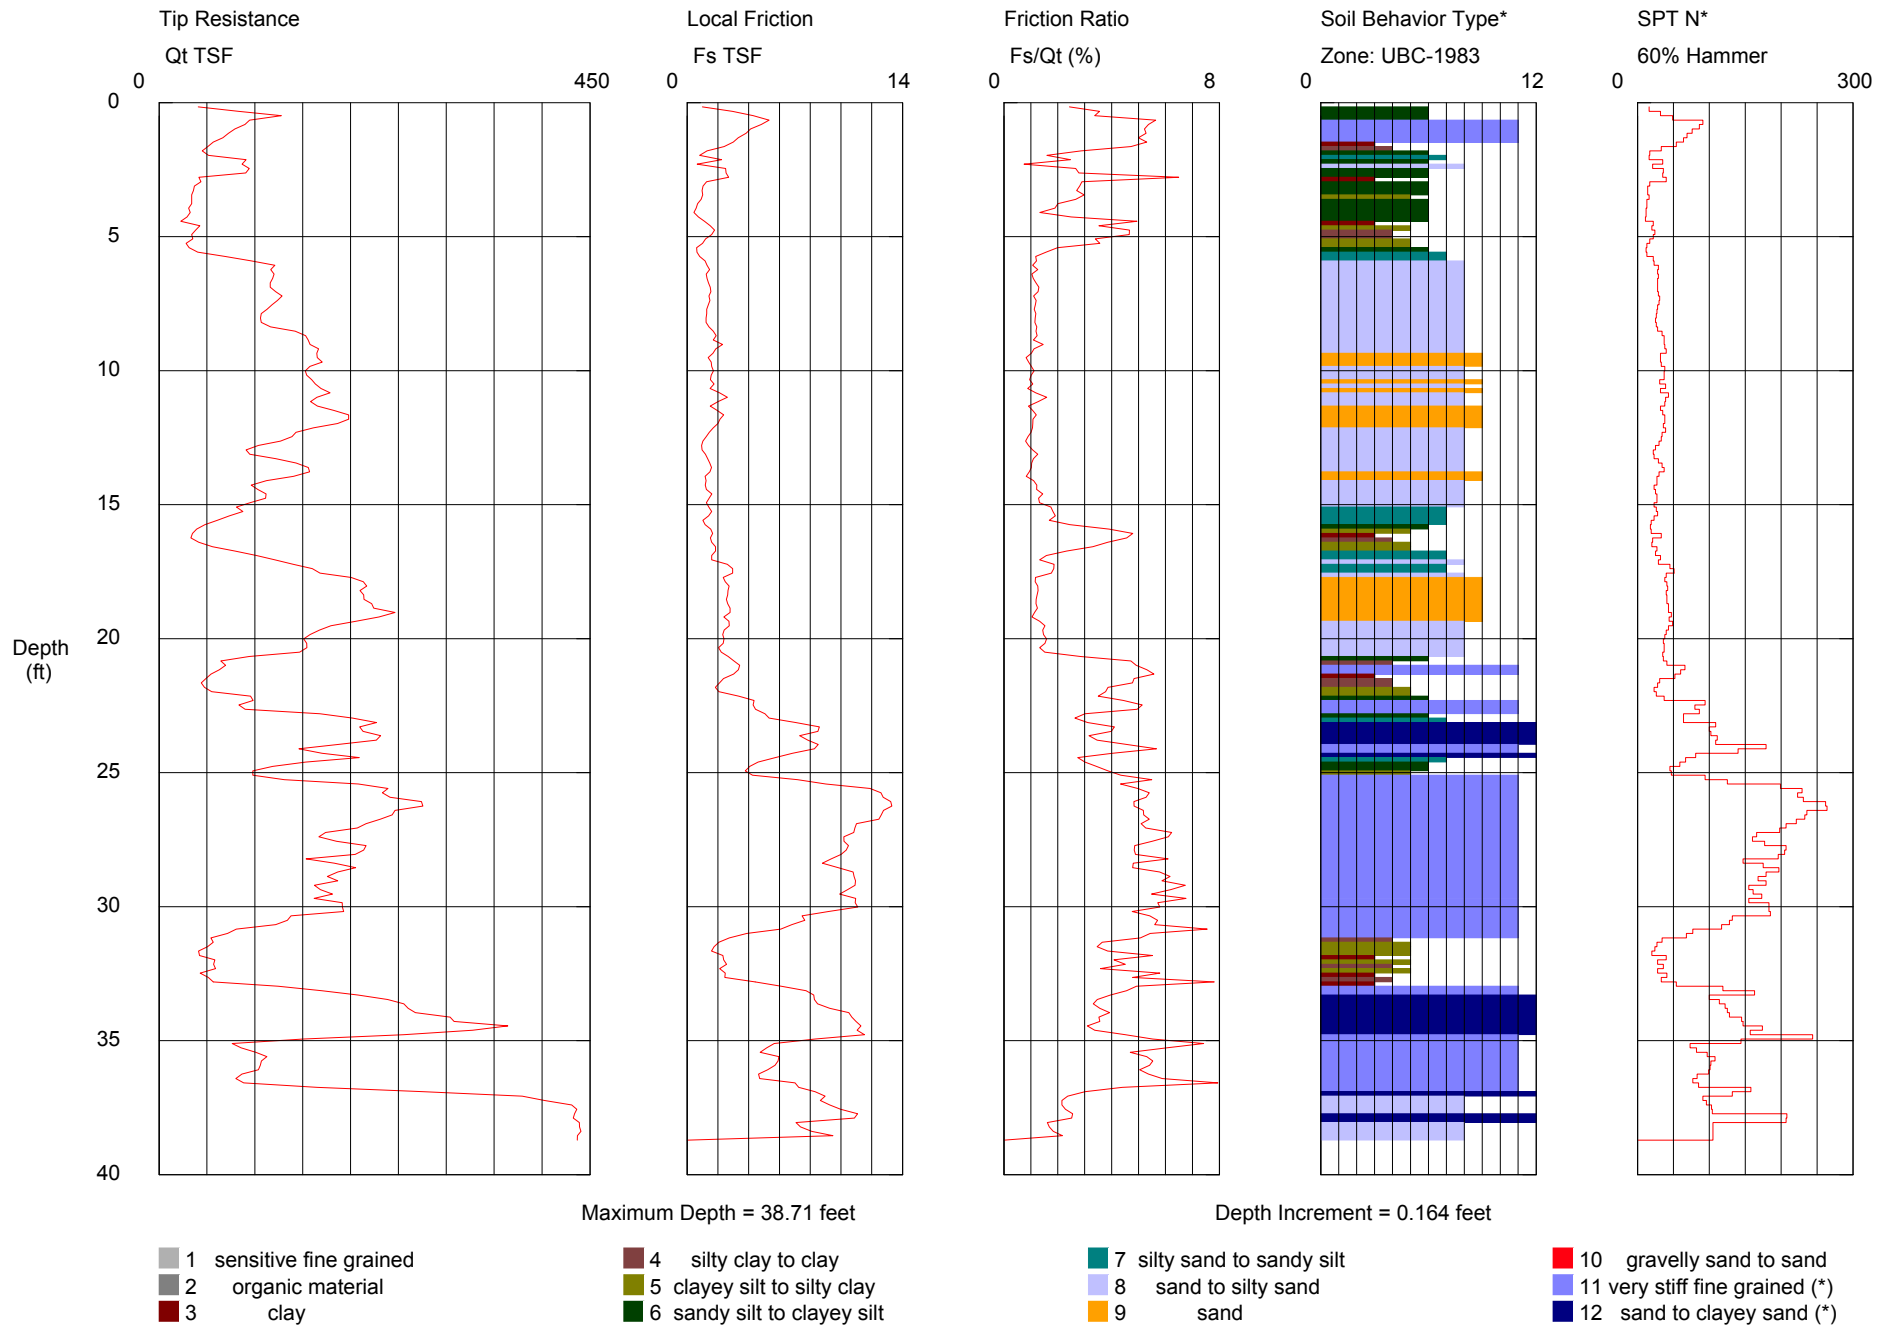 Tip Resistance
Local Friction
Friction Ratio
Soil Behavior Type*
SPT N*
Qt TSF
Fs TSF
Fs/Qt (%)
Zone: UBC-1983
60% Hammer
0 450
0 14
0 8
0 12
0 300
0
5
10
15
20
25
30
35
40
Depth
(ft)
Maximum Depth = 38.71 feet
Depth Increment = 0.164 feet
1 sensitive fine grained
2 organic material
3 clay
4 silty clay to clay
5 clayey silt to silty clay
6 sandy silt to clayey silt
7 silty sand to sandy silt
8 sand to silty sand
9 sand
10 gravelly sand to sand
11 very stiff fine grained (*)
12 sand to clayey sand (*)